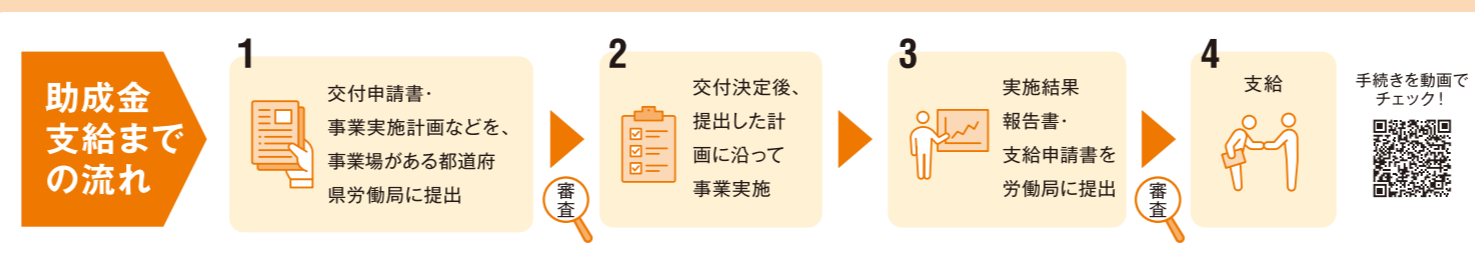 助成金
支給まで
の流れ
1
交付申請書・
事業実施計画などを、
事業場がある都道府
県労働局に提出
審査
2
交付決定後、
提出した計
画に沿って
事業実施
3
実施結果
報告書・
支給申請書を
労働局に提出
審査
4
支給
手続きを動画で
チェック！